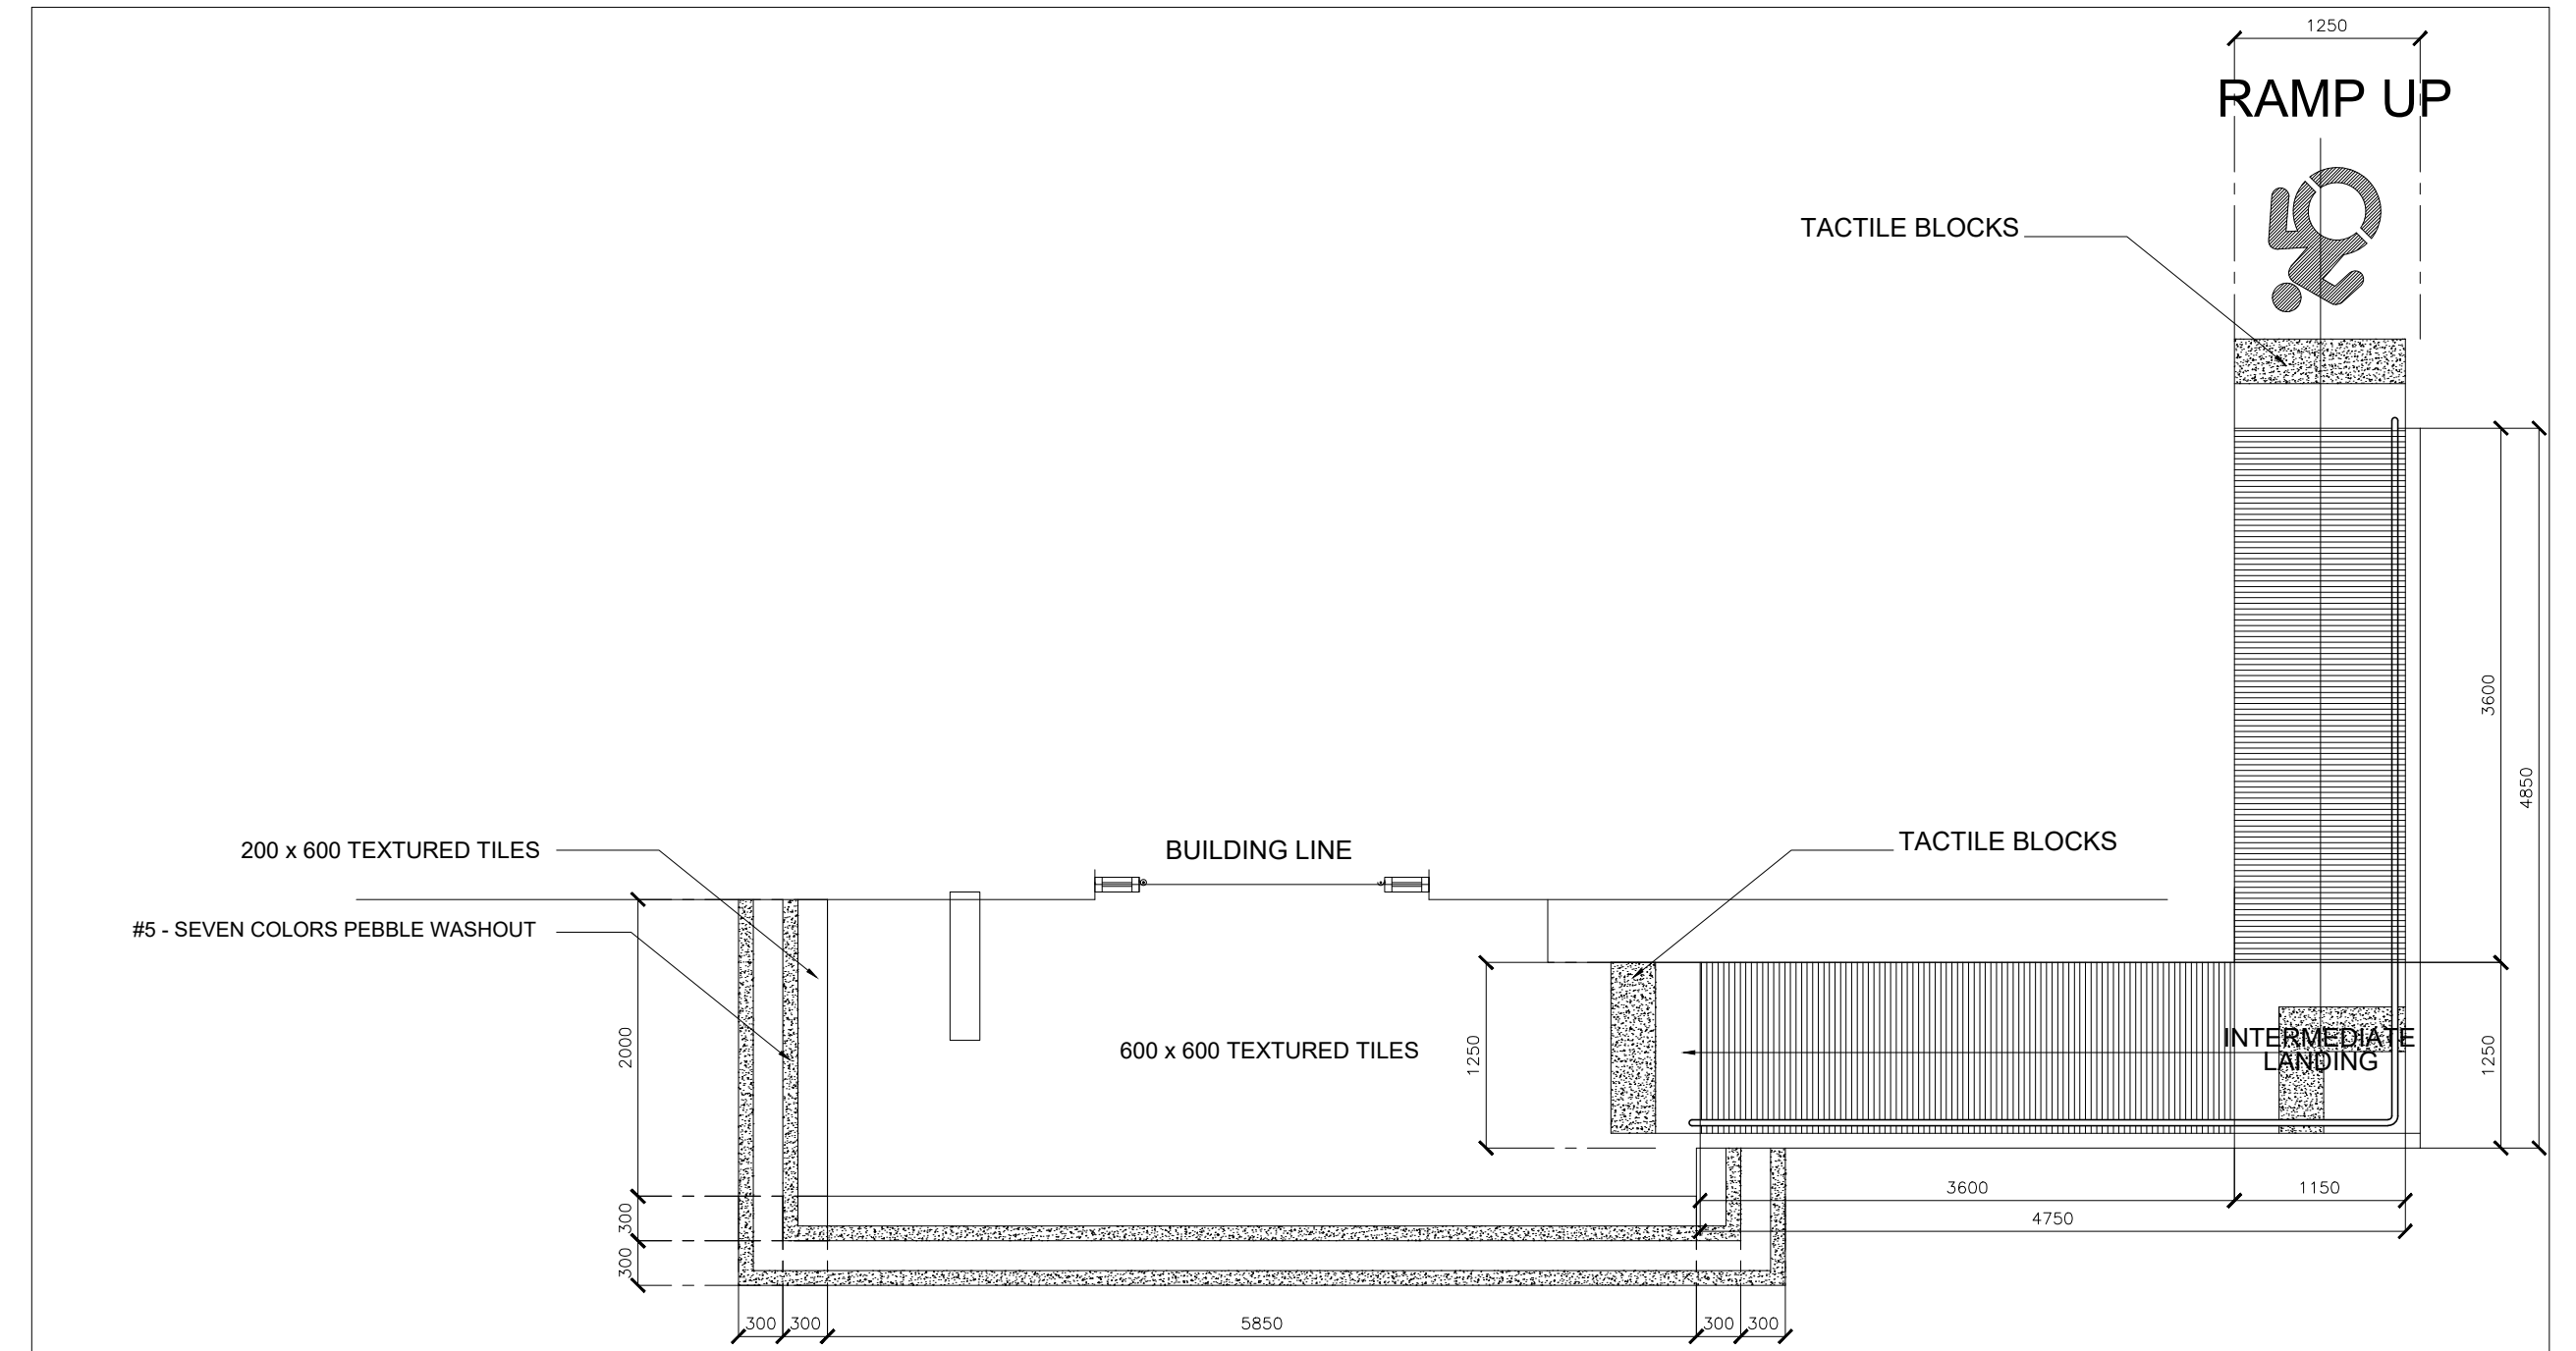 1250
RAMP UP
TACTILE BLOCKS
3600
4850
200 x 600 TEXTURED TILES
BUILDING LINE
TACTILE BLOCKS
#5 - SEVEN COLORS PEBBLE WASHOUT
2000
600 x 600 TEXTURED TILES
1250
INTERMEDIATE
LANDING
1250
3600
1150
4750
300
300
300
300
5850
300
300